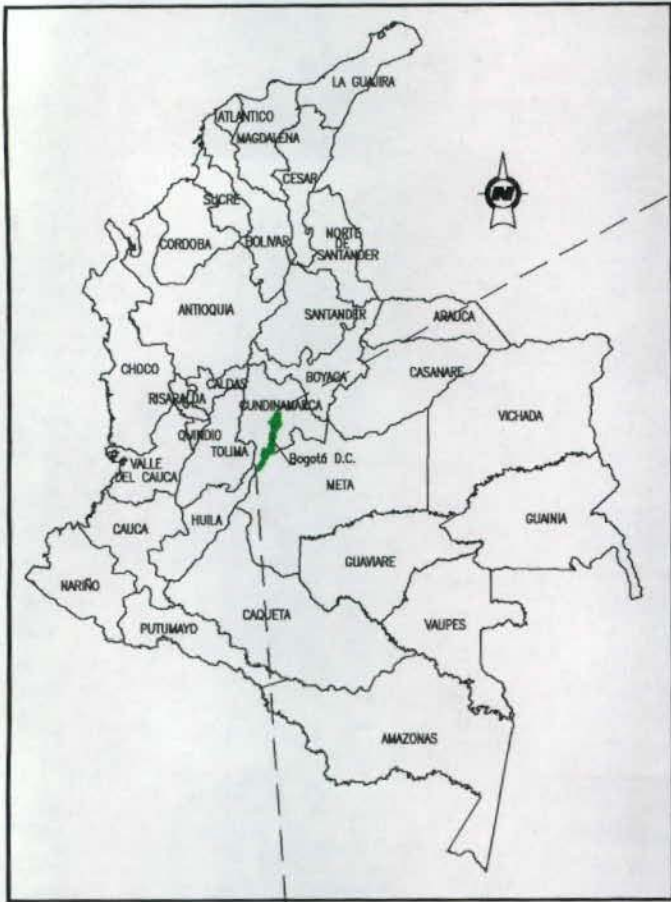 LA GUAJIRA
ATLANTICO
MAGDALENA
CESAR
SUCRE
N
CORDOBA
BOLIVAR
NORTE
DE
SANTANDER
ANTIOQUIA
SANTANDER
ARAUCA
CHOCO
BOYACA
CASANARE
CALDAS
RISARALDA
CUNDINAMARCA
VICHADA
QUINDIO
TOLIMA
Bogotá D.C.
VALLE
DEL CAUCA
META
GUAINIA
CAUCA
HUILA
GUAVIARE
NARIÑO
CAQUETA
VAUPES
PUTUMAYO
AMAZONAS